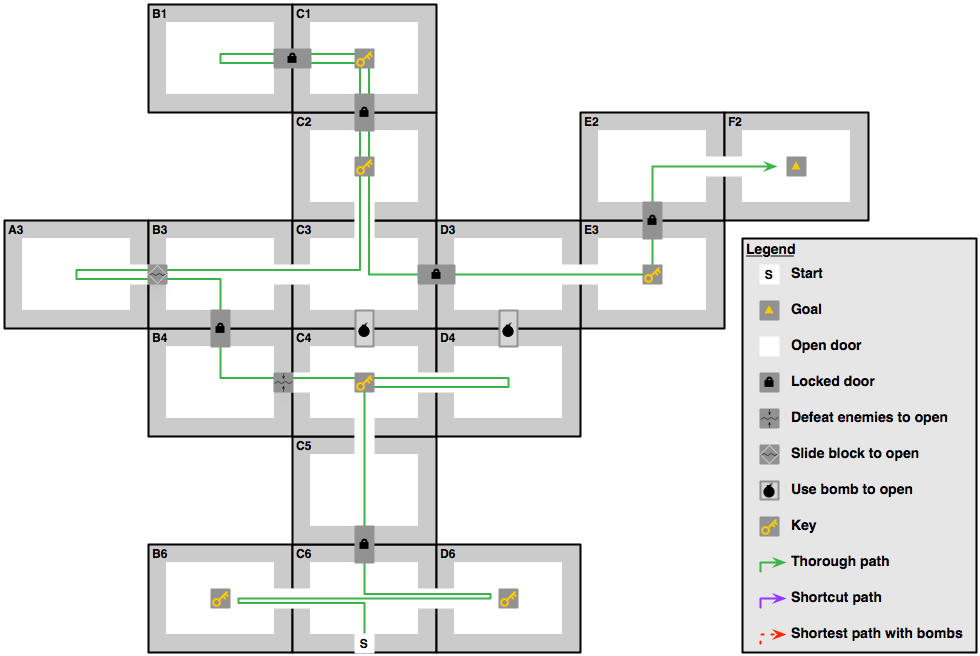 B1
C1
C2
E2
F2
A3
B3
C3
D3
E3
B4
C4
D4
C5
B6
C6
D6
S
Legend
S Start
Goal
Open door
Locked door
Defeat enemies to open
Slide block to open
Use bomb to open
Key
Thorough path
Shortcut path
Shortest path with bombs